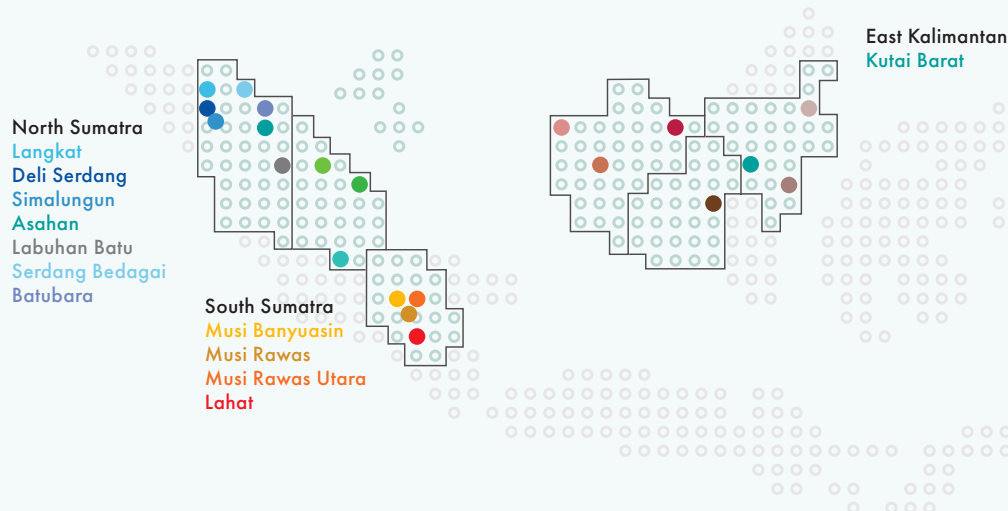 East Kalimantan
Kutai Barat
North Sumatra
Langkat
Deli Serdang
Simalungun
Asahan
Labuhan Batu
Serdang Bedagai
Batubara
South Sumatra
Musi Banyuasin
Musi Rawas
Musi Rawas Utara
Lahat